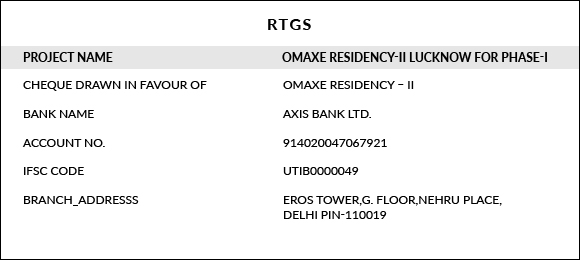 RTGS
PROJECT NAME OMAXE RESIDENCY-II LUCKNOW FOR PHASE-I
CHEQUE DRAWN IN FAVOUR OF OMAXE RESIDENCY – II
BANK NAME AXIS BANK LTD.
ACCOUNT NO. 914020047067921
IFSC CODE UTIB0000049
BRANCH_ADDRESSS EROS TOWER,G. FLOOR,NEHRU PLACE,
DELHI PIN-110019